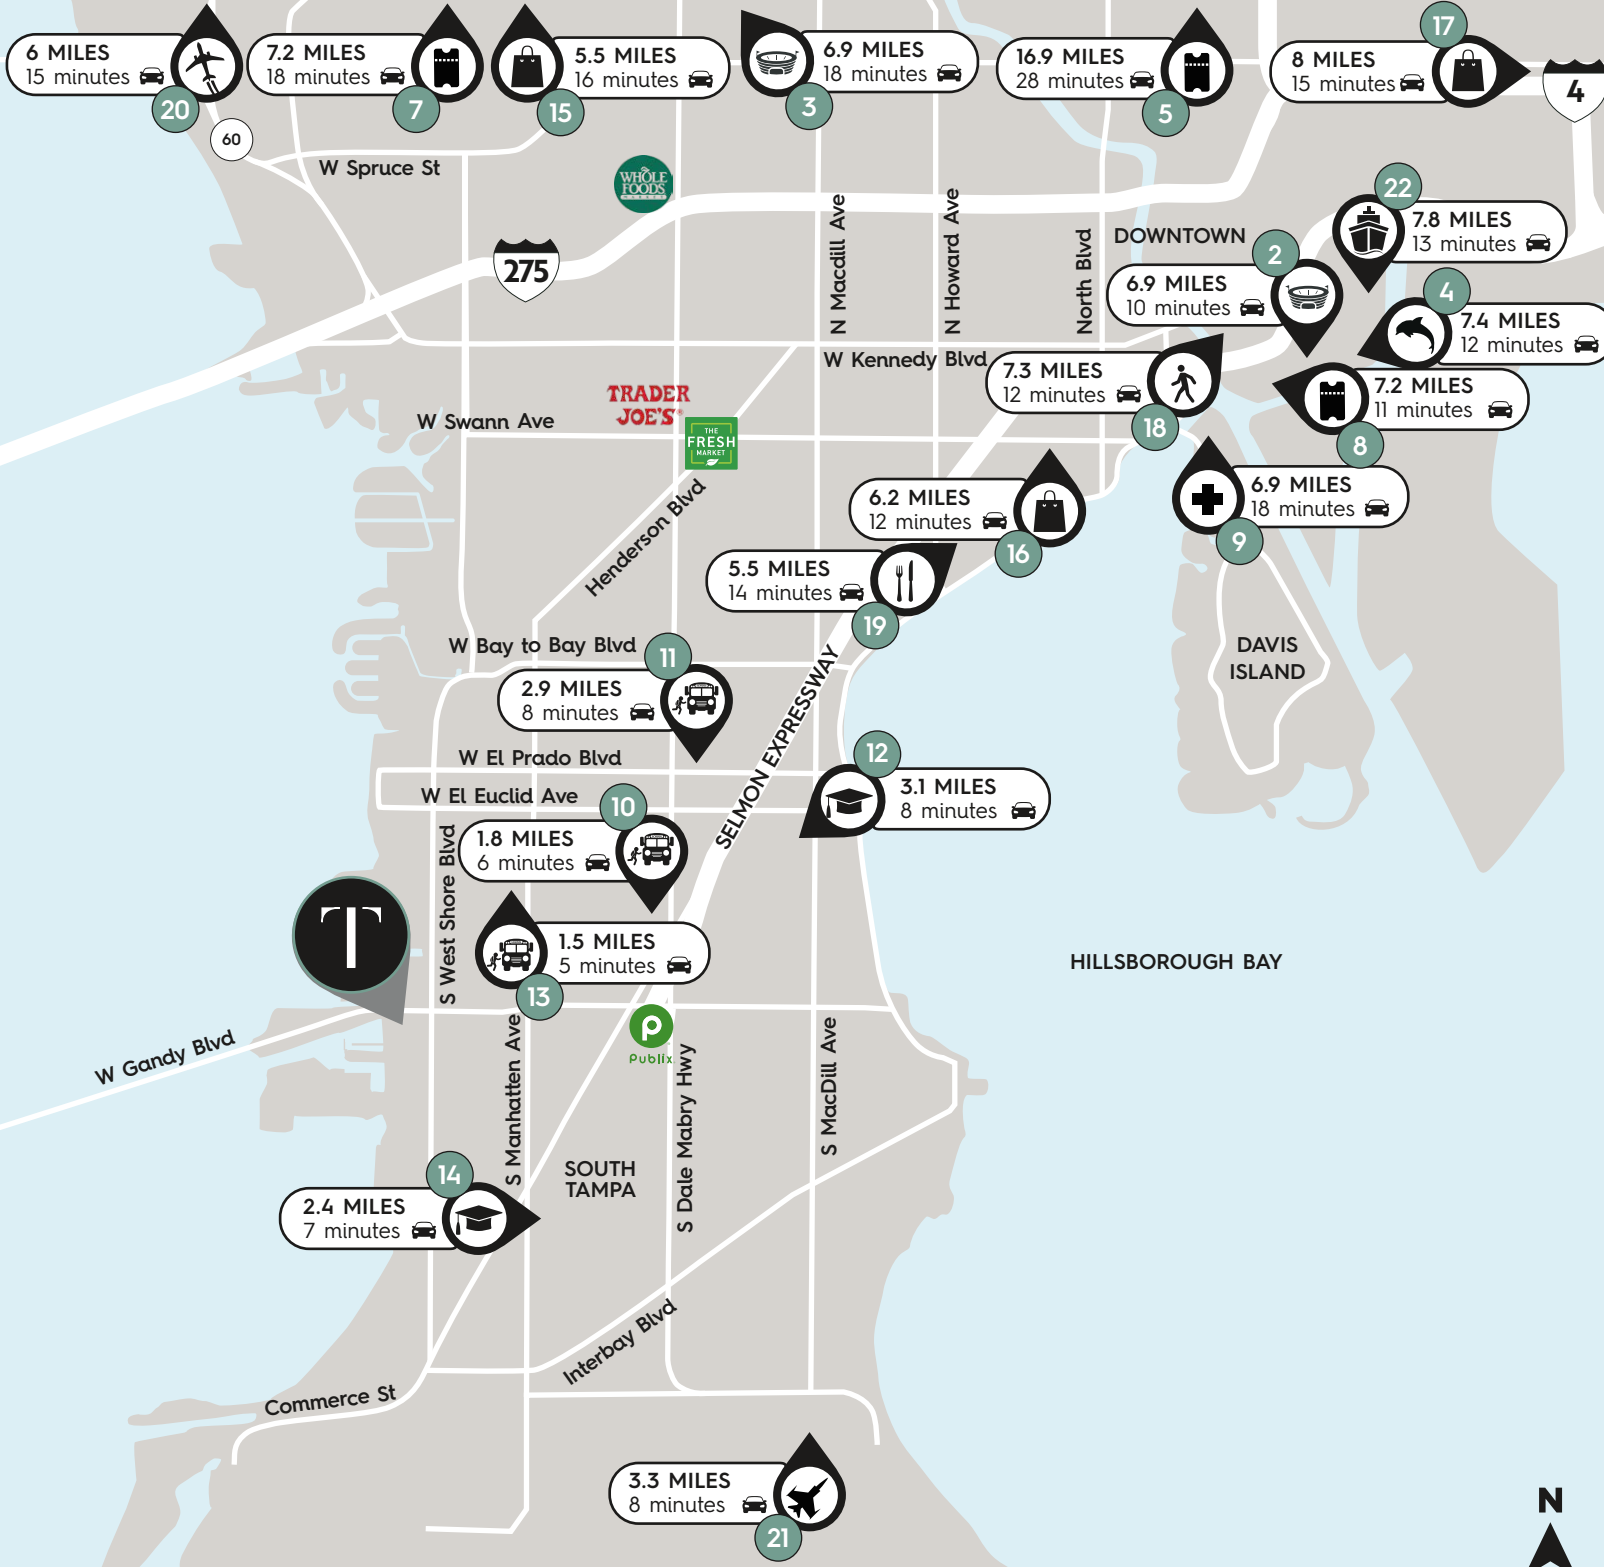 6 MILES
15 minutes
20
7.2 MILES
18 minutes
7
5.5 MILES
16 minutes
15
6.9 MILES
18 minutes
3
16.9 MILES
28 minutes
5
17
8 MILES
15 minutes
4
60
W Spruce St
WHOLE
FOODS
MARKET
275
N Macdill Ave
N Howard Ave
North Blvd
DOWNTOWN
22
7.8 MILES
13 minutes
2
6.9 MILES
10 minutes
4
7.4 MILES
12 minutes
W Kennedy Blvd
7.3 MILES
12 minutes
18
7.2 MILES
11 minutes
8
TRADER
JOE'S
W Swann Ave
THE
FRESH
MARKET
Henderson Blvd
6.2 MILES
12 minutes
16
6.9 MILES
18 minutes
9
5.5 MILES
14 minutes
19
W Bay to Bay Blvd
11
2.9 MILES
8 minutes
SELMON EXPRESSWAY
DAVIS
ISLAND
W El Prado Blvd
12
3.1 MILES
8 minutes
W El Euclid Ave
10
1.8 MILES
6 minutes
S West Shore Blvd
T
1.5 MILES
5 minutes
13
HILLSBOROUGH BAY
W Gandy Blvd
S Manhatten Ave
P
Publix
S Dale Mabry Hwy
S MacDill Ave
14
2.4 MILES
7 minutes
SOUTH
TAMPA
Interbay Blvd
Commerce St
3.3 MILES
8 minutes
21
N